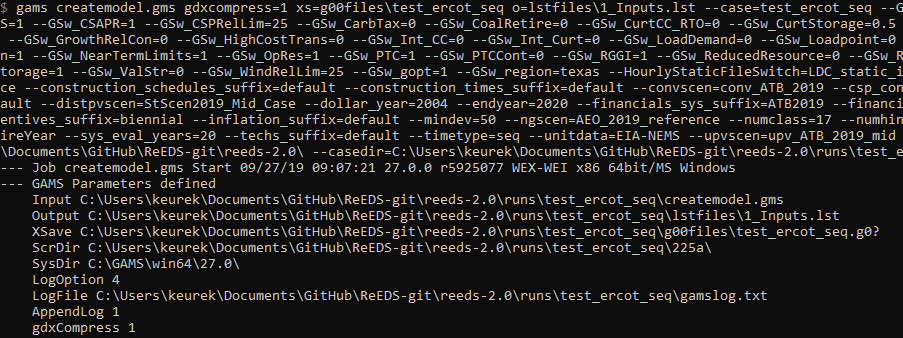 $ gams createmodel.gms gdxcompress=1 xs=g00files\test_ercot_seq o=lstfiles\1_Inputs.lst --case=test_ercot_seq --G
S=1 --GSw_CSAPR=1 --GSw_CSPRelLim=25 --GSw_CarbTax=0 --GSw_CoalRetire=0 --GSw_CurtCC_RTO=0 --GSw_CurtStorage=0.5
--GSw_GrowthRelCon=0 --GSw_HighCostTrans=0 --GSw_Int_CC=0 --GSw_Int_Curt=0 --GSw_LoadDemand=0 --GSw_Loadpoint=0
n=1 --GSw_NearTermLimits=1 --GSw_OpRes=1 --GSw_PTC=1 --GSw_PTCCont=0 --GSw_RGGI=1 --GSw_ReducedResource=0 --GSw_R
torage=1 --GSw_ValStr=0 --GSw_WindRelLim=25 --GSw_gopt=1 --GSw_region=texas --HourlyStaticFileSwitch=LDC_static_i
ce --construction_schedules_suffix=default --construction_times_suffix=default --convscen=conv_ATB_2019 --csp_con
ault --distpvscen=StScen2019_Mid_Case --dollar_year=2004 --endyear=2020 --financials_sys_suffix=ATB2019 --financi
entives_suffix=biennial --inflation_suffix=default --mindev=50 --ngscen=AEO_2019_reference --numclass=17 --numhin
ireYear --sys_eval_years=20 --techs_suffix=default --timetype=seq --unitdata=EIA-NEMS --upvscen=upv_ATB_2019_mid
\Documents\GitHub\ReEDS-git\reeds-2.0\ --casedir=C:\Users\keurek\Documents\GitHub\ReEDS-git\reeds-2.0\runs\test_e
--- Job createmodel.gms Start 09/27/19 09:07:21 27.0.0 r5925077 WEX-WEI x86 64bit/MS Windows
--- GAMS Parameters defined
Input C:\Users\keurek\Documents\GitHub\ReEDS-git\reeds-2.0\runs\test_ercot_seq\createmodel.gms
Output C:\Users\keurek\Documents\GitHub\ReEDS-git\reeds-2.0\runs\test_ercot_seq\lstfiles\1_Inputs.lst
XSave C:\Users\keurek\Documents\GitHub\ReEDS-git\reeds-2.0\runs\test_ercot_seq\g00files\test_ercot_seq.g0?
ScrDir C:\Users\keurek\Documents\GitHub\ReEDS-git\reeds-2.0\runs\test_ercot_seq\225a\
SysDir C:\GAMS\win64\27.0\
LogOption 4
LogFile C:\Users\keurek\Documents\GitHub\ReEDS-git\reeds-2.0\runs\test_ercot_seq\gamslog.txt
AppendLog 1
gdxCompress 1